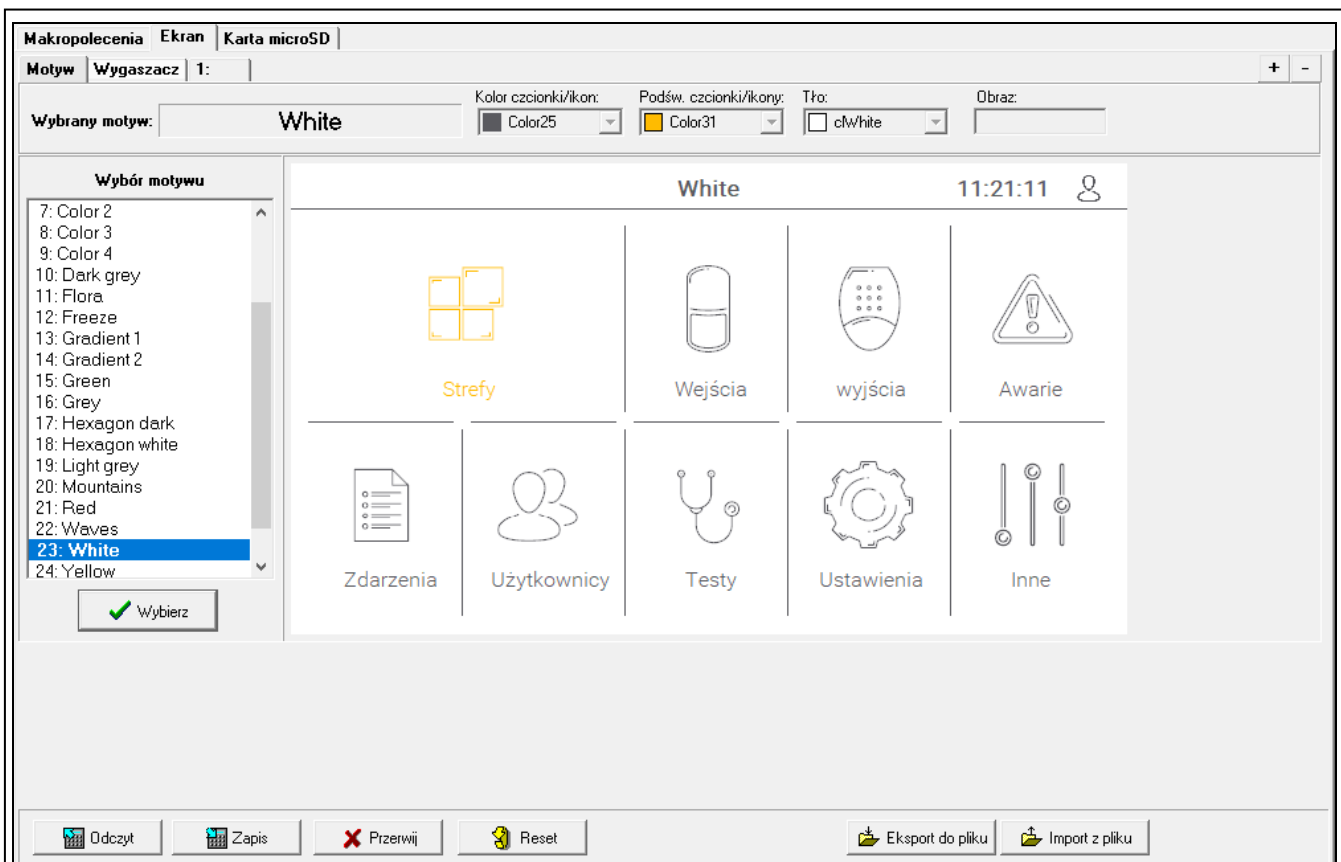 Makropolecenia Ekran Karta microSD
Motyw Wygaszacz 1: + -
Kolor czcionki/ikon: Podśw. czcionki/ikony: Tło: Obraz:
Wybrany motyw: White Color25 Color31 clWhite
Wybór motywu
7: Color 2
8: Color 3
9: Color 4
10: Dark grey
11: Flora
12: Freeze
13: Gradient 1
14: Gradient 2
15: Green
16: Grey
17: Hexagon dark
18: Hexagon white
19: Light grey
20: Mountains
21: Red
22: Waves
23: White
24: Yellow
Wybierz
White 11:21:11
Strefy Wejścia wyjścia Awarie
Zdarzenia Użytkownicy Testy Ustawienia Inne
Odczyt Zapis Przerwij Reset Eksport do pliku Import z pliku